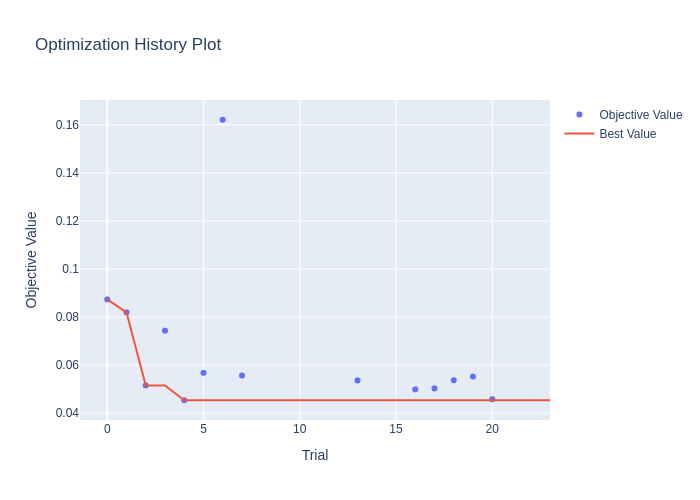 Optimization History Plot
Objective Value
Best Value
0.16
0.14
0.12
0.1
0.08
0.06
0.04
Objective Value
0
5
10
15
20
Trial